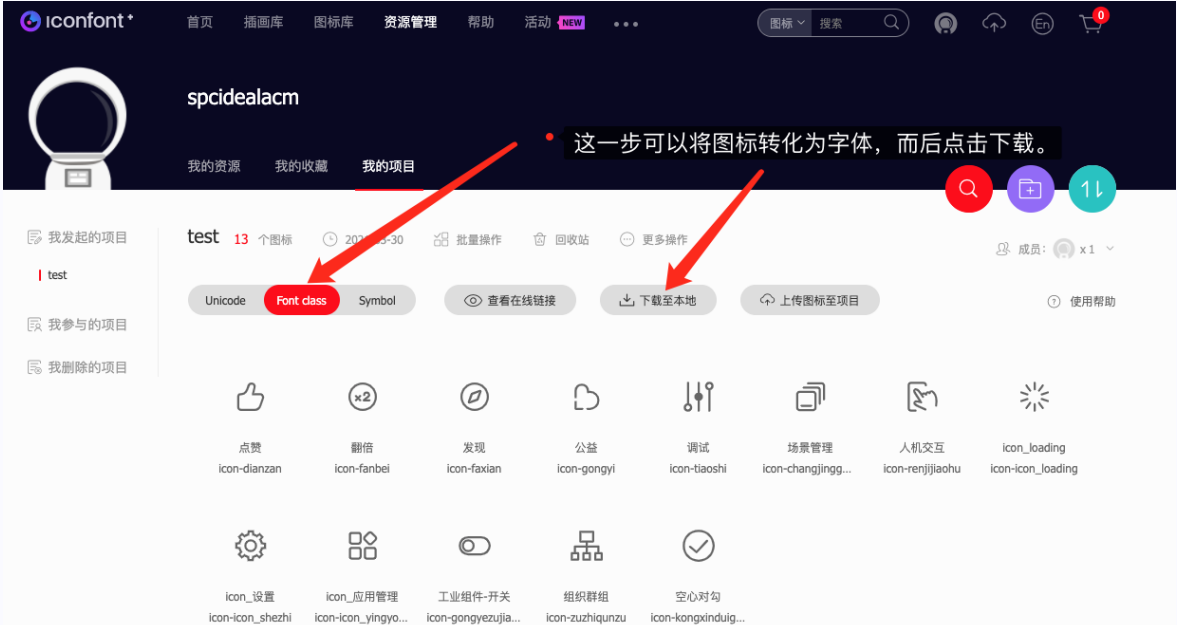 iconfont+
首页 插画库 图标库 资源管理 帮助 活动 NEW
图标 搜索 En 0
spcidealacm
这一步可以将图标转化为字体，而后点击下载。
我的资源 我的收藏 我的项目
我发起的项目
test
我参与的项目
我删除的项目
test 13 个图标 批量操作 回收站 更多操作
成员： x 1
Unicode Font class Symbol 查看在线链接 下载至本地 上传图标至项目 使用帮助
x2
点赞 翻倍 发现 公益 调试 场景管理 人机交互 icon_loading
icon-dianzan icon-fanbei icon-faxian icon-gongyi icon-tiaoshi icon-changjingg... icon-renjijiaohu icon-icon_loading
icon_设置 icon_应用管理 工业组件-开关 组织群组 空心对勾
icon-icon_shezhi icon-icon_yingyo... icon-gongyezujia... icon-zuzhiqunzu icon-kongxinduig...